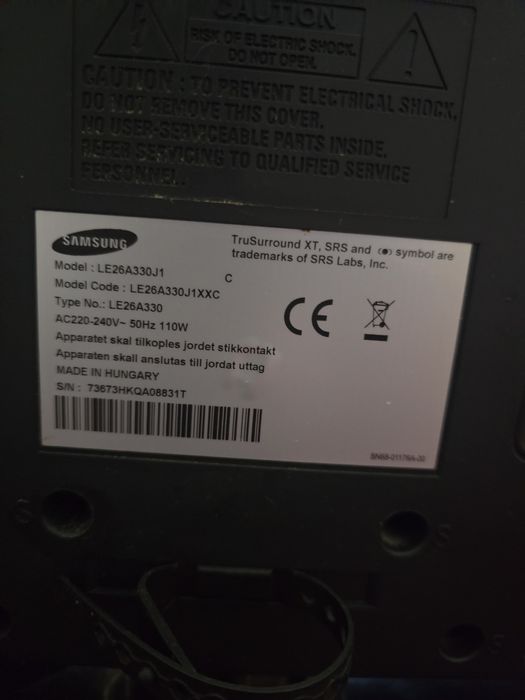 CAUTION
RISK OF ELECTRIC SHOCK.
DO NOT OPEN.
CAUTION : TO PREVENT ELECTRICAL SHOCK,
DO NOT REMOVE THIS COVER.
NO USER-SERVICEABLE PARTS INSIDE.
REFER SERVICING TO QUALIFIED SERVICE
PERSONNEL.
SAMSUNG
TruSurround XT, SRS and (●) symbol are
trademarks of SRS Labs, Inc.
Model : LE26A330J1
C
Model Code : LE26A330J1XXC
Type No.: LE26A330
AC220-240V~ 50Hz 110W
CE
Apparatet skal tilkoples jordet stikkontakt
Apparaten skall anslutas till jordat uttag
MADE IN HUNGARY
S/N : 73673HKQA08831T
BN68-01176A-00
S
S
S